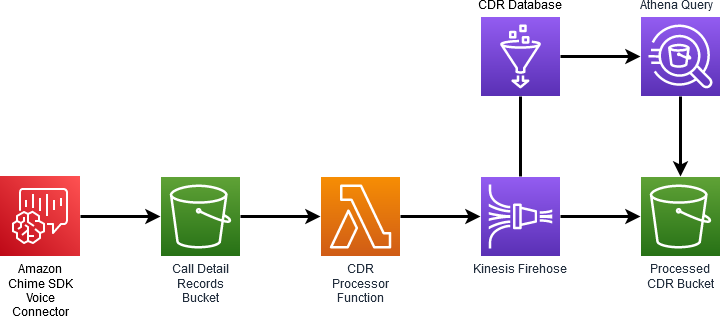 CDR Database
Athena Query
Amazon
Chime SDK
Voice
Connector
Call Detail
Records
Bucket
CDR
Processor
Function
Kinesis Firehose
Processed
CDR Bucket